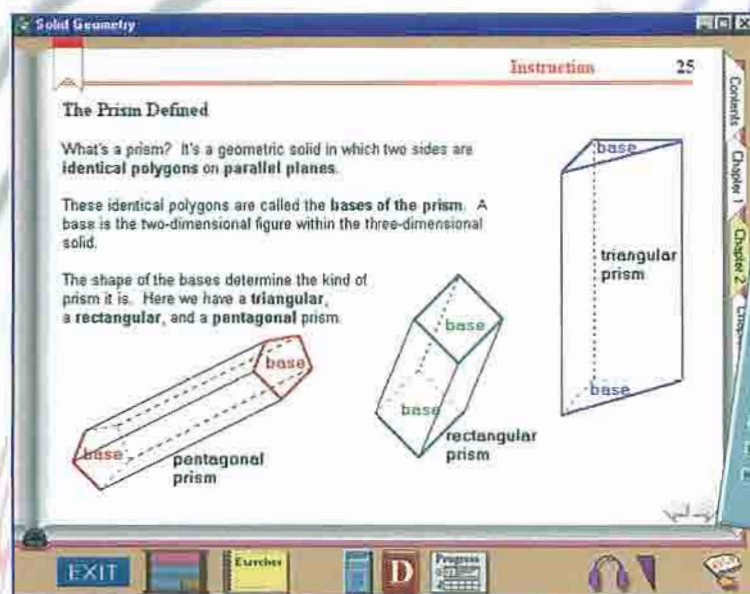 Solid Geometry
Instruction 25
The Prism Defined
What's a prism? It's a geometric solid in which two sides are
identical polygons on parallel planes.
These identical polygons are called the bases of the prism. A
base is the two-dimensional figure within the three-dimensional
solid.
The shape of the bases determine the kind of
prism it is. Here we have a triangular,
a rectangular, and a pentagonal prism.
base
triangular
prism
base
base
base
rectangular
prism
base
base
pentagonal
prism
Contents
Chapter 1
Chapter 2
EXIT
Exercises
D
Progress